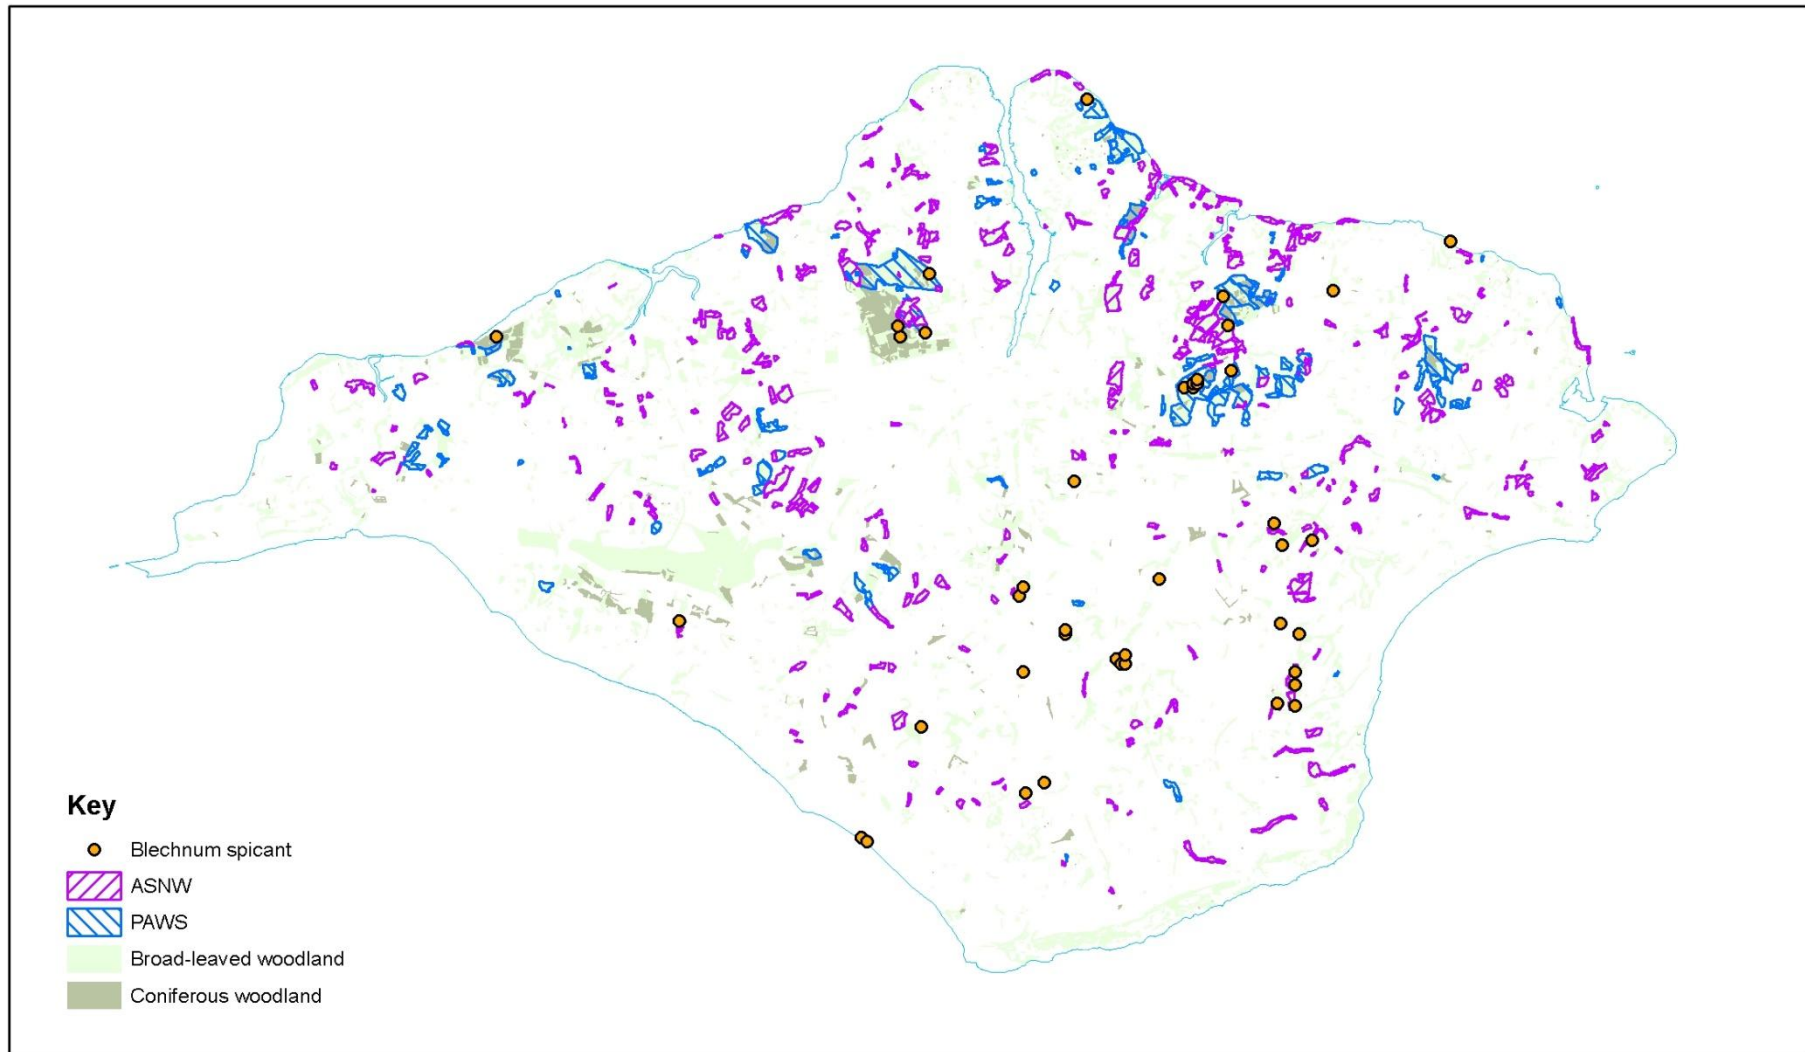 Key
Blechnum spicant
ASNW
PAWS
Broad-leaved woodland
Coniferous woodland